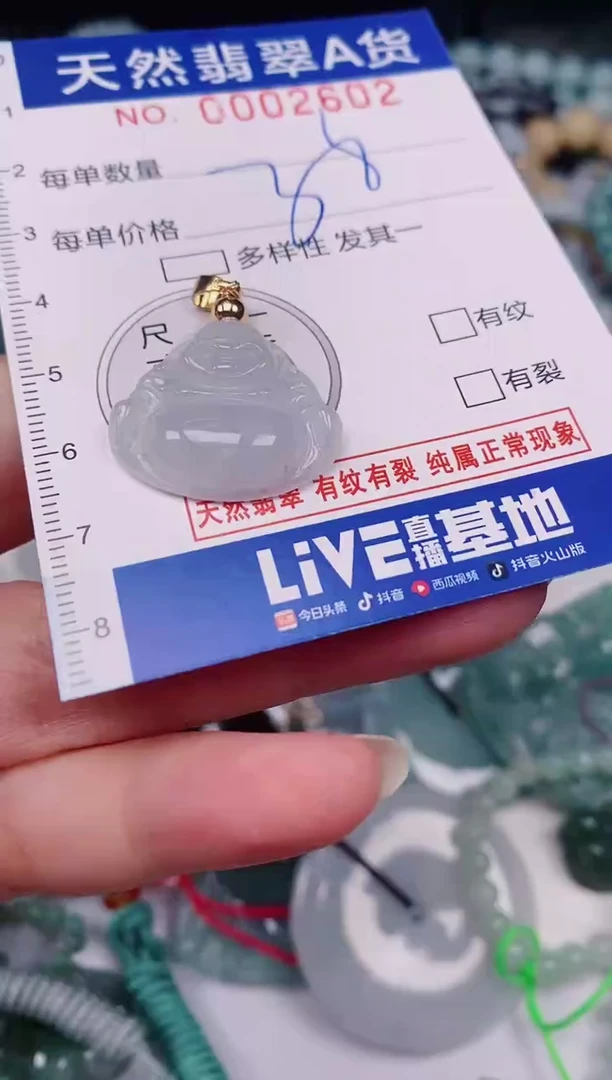 天然翡翠A货
NO. 0002602
每单数量
每单价格
多样性 发其一
尺
有纹
有裂
天然翡翠 有纹有裂 纯属正常现象
LiVE直播基地
今日头条 抖音 西瓜视频 抖音火山版
1
2
3
4
5
6
7
8